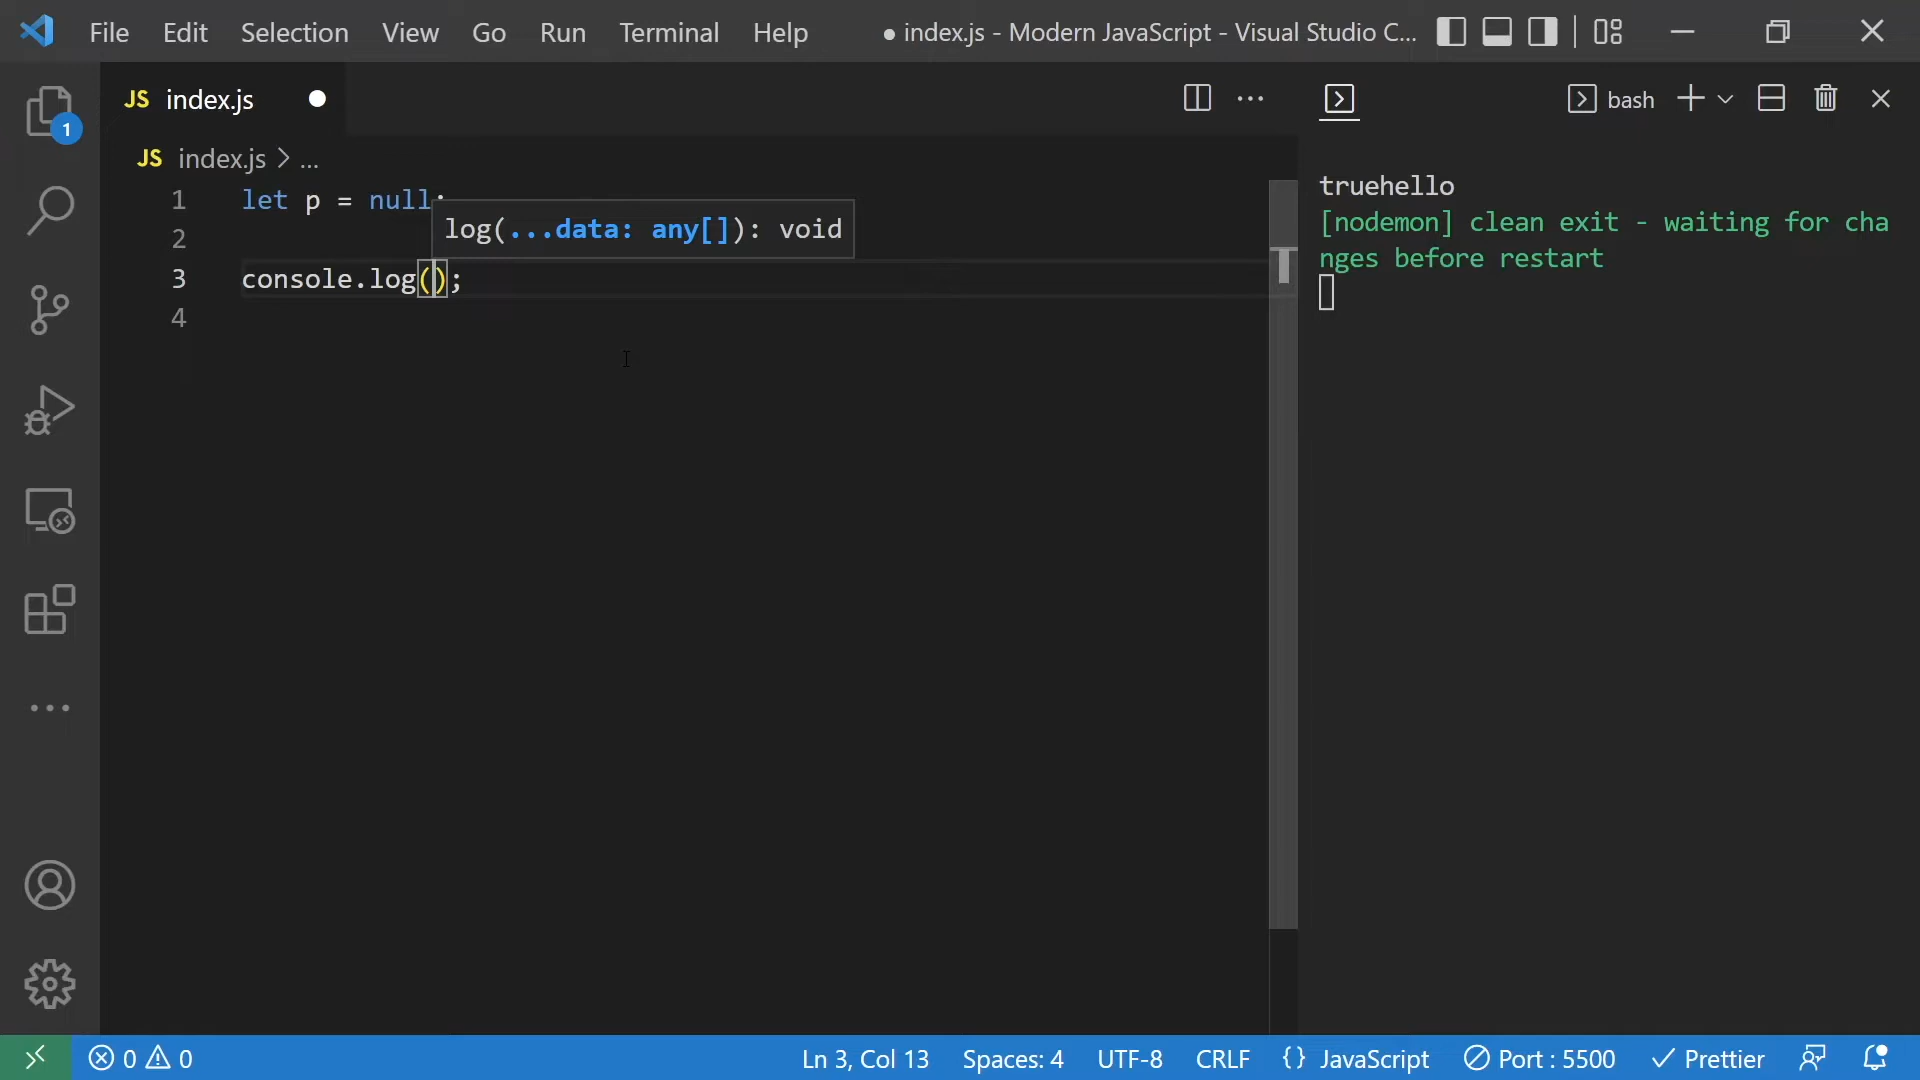 File Edit Selection View Go Run Terminal Help ● index.js - Modern JavaScript - Visual Studio C...
JS index.js
bash
JS index.js > ...
1 let p = null;
log(...data: any[]): void
2
3 console.log();
4
truehello
[nodemon] clean exit - waiting for cha
nges before restart
1
0 0 Ln 3, Col 13 Spaces: 4 UTF-8 CRLF {} JavaScript Port : 5500 Prettier